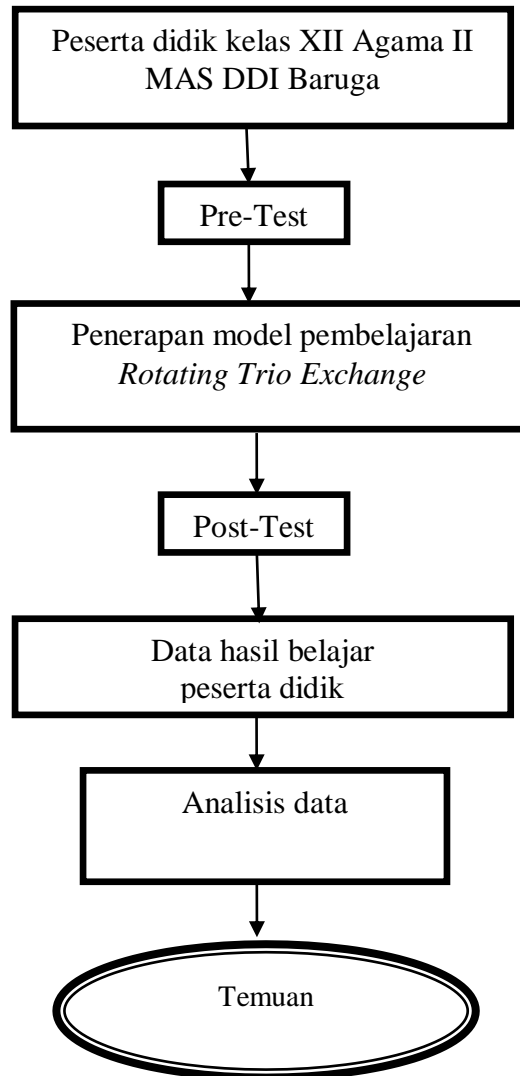 Peserta didik kelas XII Agama II
MAS DDI Baruga
Pre-Test
Penerapan model pembelajaran
Rotating Trio Exchange
Post-Test
Data hasil belajar
peserta didik
Analisis data
Temuan